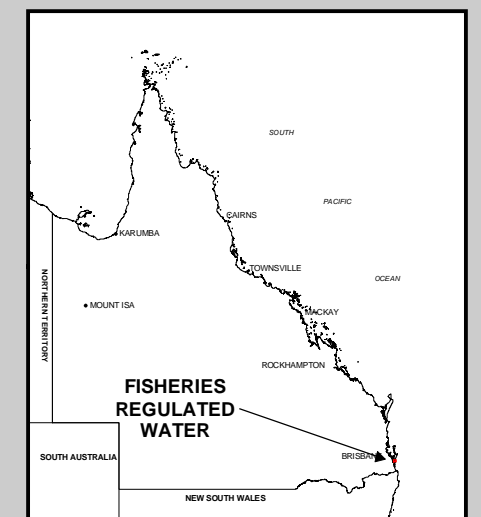 SOUTH
PACIFIC
CAIRNS
KARUMBA
TOWNSVILLE
OCEAN
NORTHERN TERRITORY
MOUNT ISA
MACKAY
ROCKHAMPTON
FISHERIES
REGULATED
WATER
BRISBAN
SOUTH AUSTRALIA
NEW SOUTH WALES